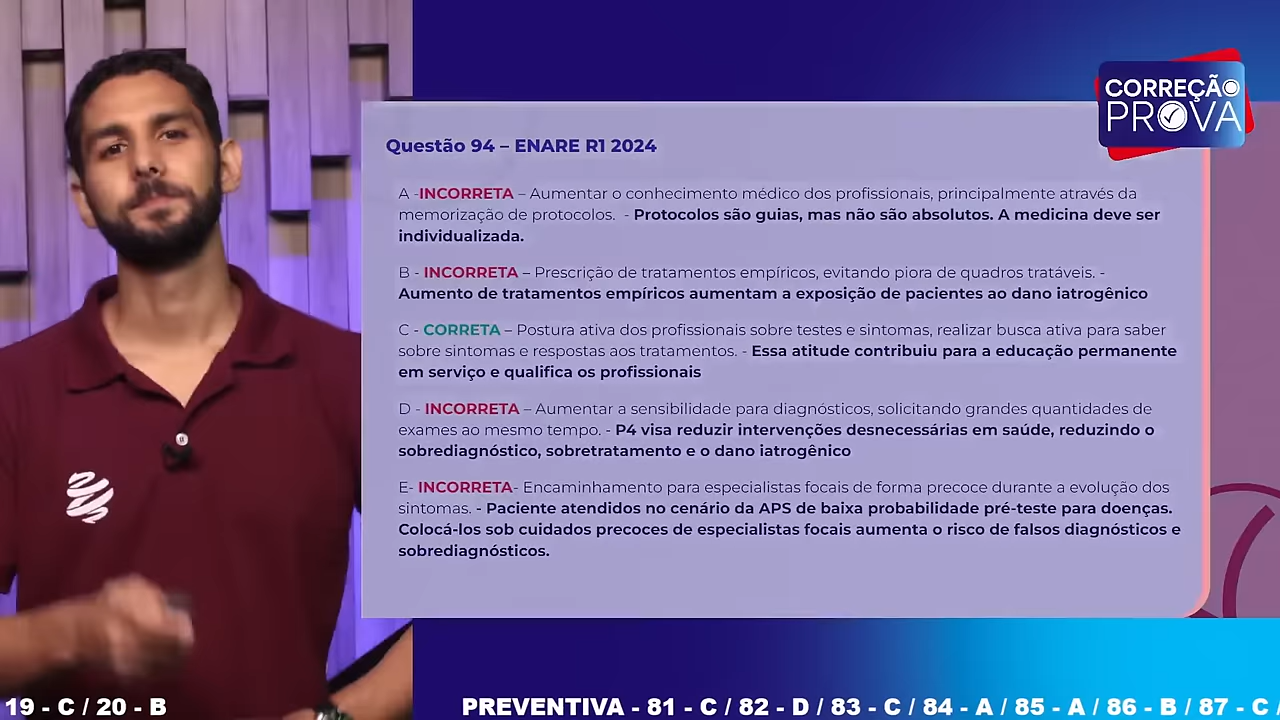 CORREÇÃO
PROVA
Questão 94 – ENARE R1 2024
A -INCORRETA – Aumentar o conhecimento médico dos profissionais, principalmente através da
memorização de protocolos. - Protocolos são guias, mas não são absolutos. A medicina deve ser
individualizada.
B - INCORRETA – Prescrição de tratamentos empíricos, evitando piora de quadros tratáveis. -
Aumento de tratamentos empíricos aumentam a exposição de pacientes ao dano iatrogênico
C - CORRETA – Postura ativa dos profissionais sobre testes e sintomas, realizar busca ativa para saber
sobre sintomas e respostas aos tratamentos. - Essa atitude contribuiu para a educação permanente
em serviço e qualifica os profissionais
D - INCORRETA – Aumentar a sensibilidade para diagnósticos, solicitando grandes quantidades de
exames ao mesmo tempo. - P4 visa reduzir intervenções desnecessárias em saúde, reduzindo o
sobrediagnóstico, sobretratamento e o dano iatrogênico
E- INCORRETA- Encaminhamento para especialistas focais de forma precoce durante a evolução dos
sintomas. - Paciente atendidos no cenário da APS de baixa probabilidade pré-teste para doenças.
Colocá-los sob cuidados precoces de especialistas focais aumenta o risco de falsos diagnósticos e
sobrediagnósticos.
19 - C / 20 - B PREVENTIVA - 81 - C / 82 - D / 83 - C / 84 - A / 85 - A / 86 - B / 87 - C /